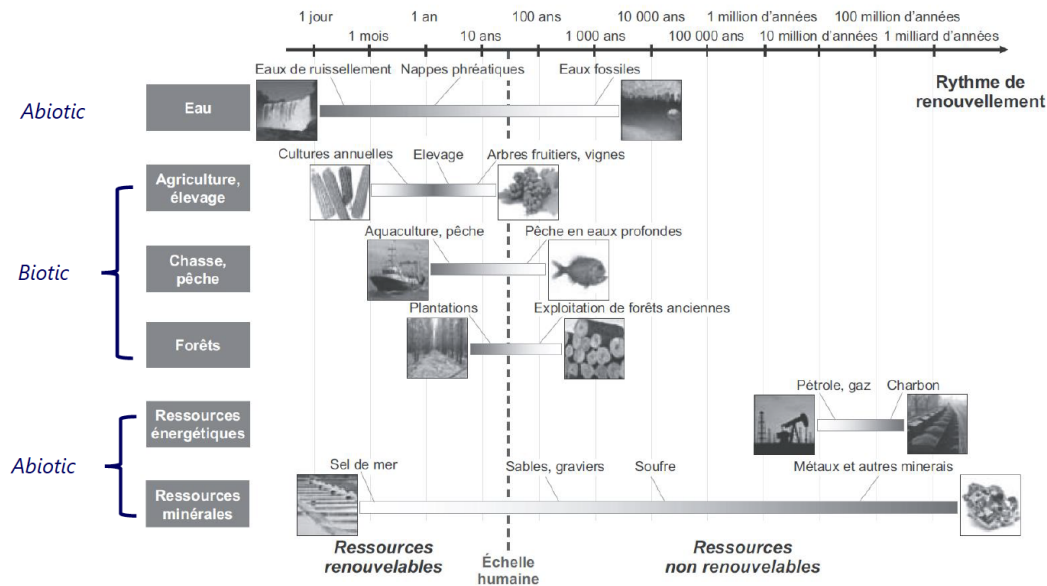 1 jour
1 an
100 ans
10 000 ans
1 million d'années
100 million d'années
1 mois
10 ans
1 000 ans
100 000 ans
10 million d'années
1 milliard d'années
Rythme de
renouvellement
Abiotic
Eau
Eaux de ruissellement
Nappes phréatiques
Eaux fossiles
Biotic
Agriculture,
élevage
Cultures annuelles
Elevage
Arbres fruitiers, vignes
Chasse,
pêche
Aquaculture, pêche
Pêche en eaux profondes
Forêts
Plantations
Exploitation de forêts anciennes
Abiotic
Ressources
énergétiques
Pétrole, gaz
Charbon
Ressources
minérales
Sel de mer
Sables, graviers
Soufre
Métaux et autres minerais
Ressources
renouvelables
Échelle
humaine
Ressources
non renouvelables